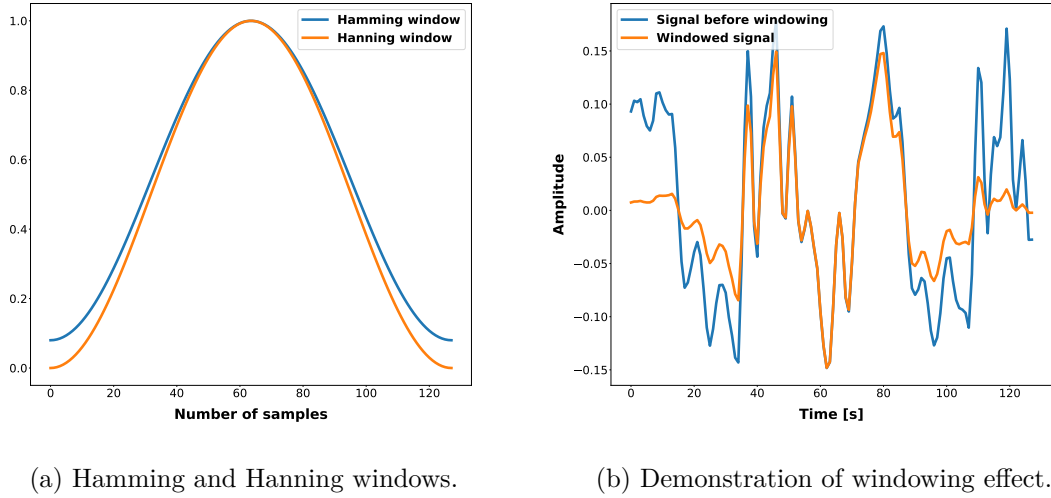 Hamming window
Hanning window
1.0
0.8
0.6
0.4
0.2
0.0
0 20 40 60 80 100 120
Number of samples
(a) Hamming and Hanning windows.
Signal before windowing
Windowed signal
Amplitude
0.15
0.10
0.05
0.00
−0.05
−0.10
−0.15
0 20 40 60 80 100 120
Time [s]
(b) Demonstration of windowing effect.